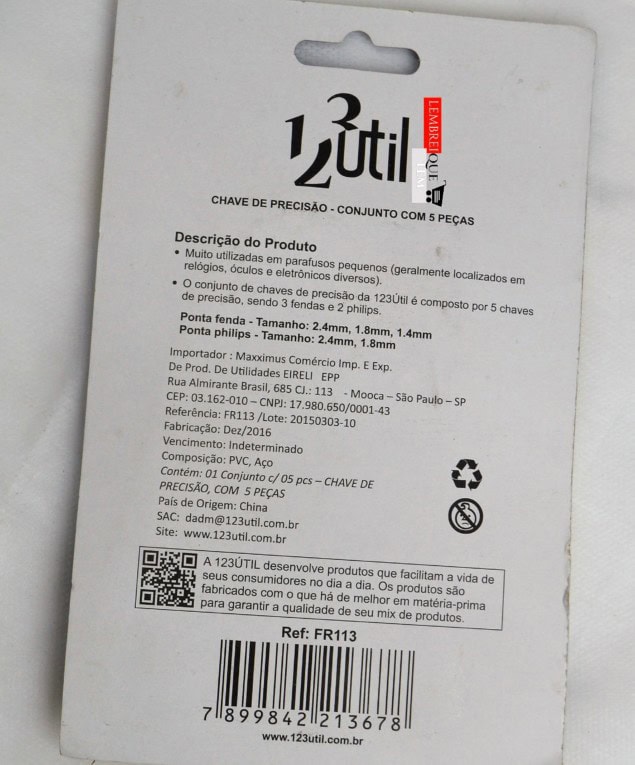 123Útil
LEMBREI QUE TEM
CHAVE DE PRECISÃO - CONJUNTO COM 5 PEÇAS
Descrição do Produto
• Muito utilizadas em parafusos pequenos (geralmente localizados em
relógios, óculos e eletrônicos diversos).
• O conjunto de chaves de precisão da 123Útil é composto por 5 chaves
de precisão, sendo 3 fendas e 2 philips.
Ponta fenda - Tamanho: 2.4mm, 1.8mm, 1.4mm
Ponta philips - Tamanho: 2.4mm, 1.8mm
Importador : Maxximus Comércio Imp. E Exp.
De Prod. De Utilidades EIRELI EPP
Rua Almirante Brasil, 685 CJ.: 113 - Mooca – São Paulo – SP
CEP: 03.162-010 – CNPJ: 17.980.650/0001-43
Referência: FR113 /Lote: 20150303-10
Fabricação: Dez/2016
Vencimento: Indeterminado
Composição: PVC, Aço
Contém: 01 Conjunto c/ 05 pcs – CHAVE DE
PRECISÃO, COM 5 PEÇAS
País de Origem: China
SAC: dadm@123util.com.br
Site: www.123util.com.br
A 123ÚTIL desenvolve produtos que facilitam a vida de
seus consumidores no dia a dia. Os produtos são
fabricados com o que há de melhor em matéria-prima
para garantir a qualidade de seu mix de produtos.
Ref: FR113
7 899842 213678
www.123util.com.br